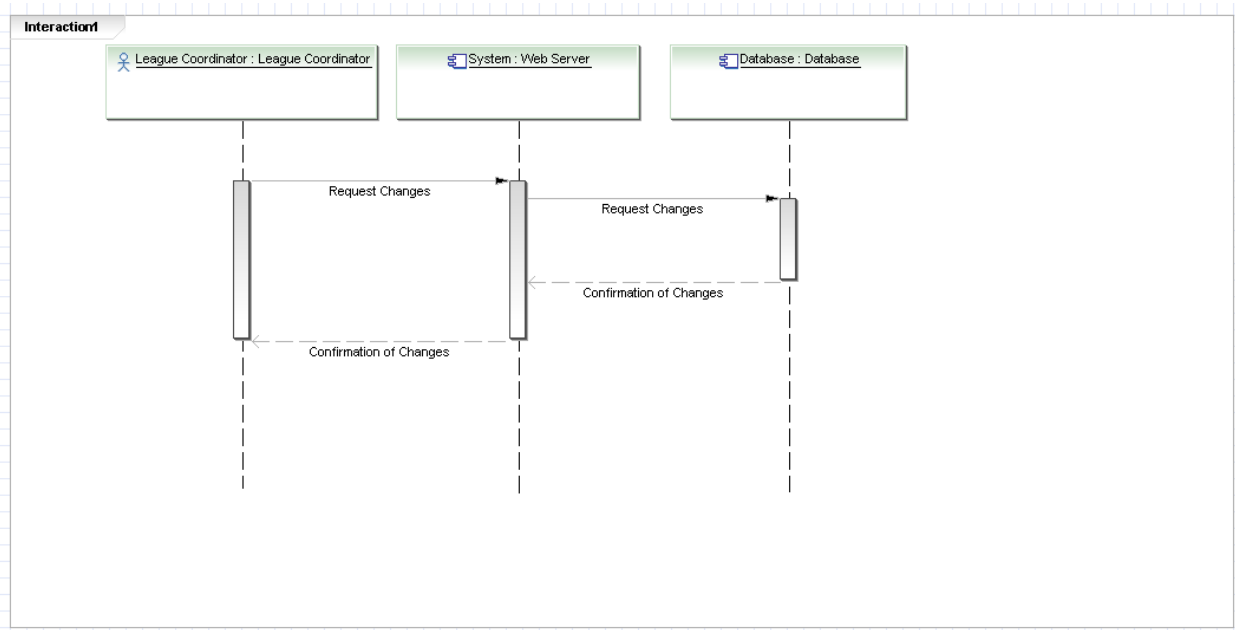 Interaction1
League Coordinator : League Coordinator
System : Web Server
Database : Database
Request Changes
Request Changes
Confirmation of Changes
Confirmation of Changes